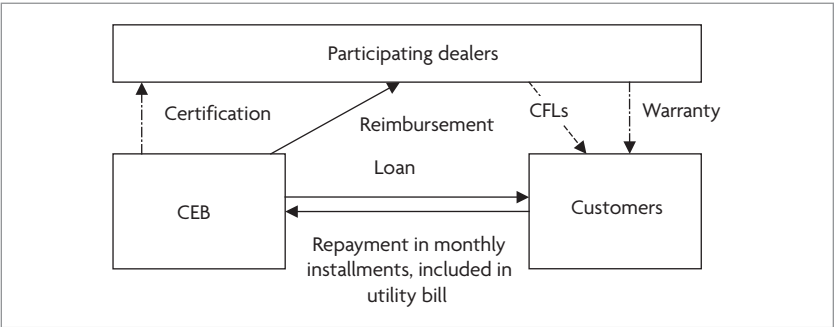 Participating dealers
Certification
Reimbursement
CFLs
Warranty
Loan
CEB
Customers
Repayment in monthly
installments, included in
utility bill